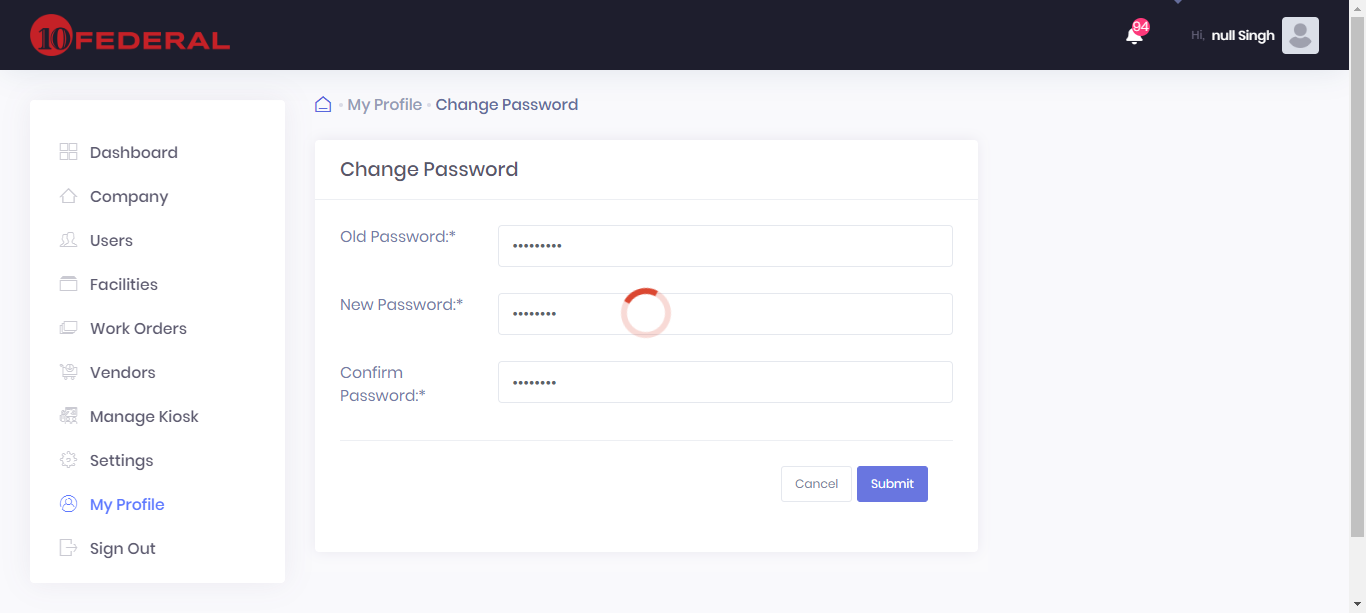 10 FEDERAL
94
Hi, null Singh
My Profile • Change Password
Dashboard
Company
Users
Facilities
Work Orders
Vendors
Manage Kiosk
Settings
My Profile
Sign Out
Change Password
Old Password:*
•••••••••
New Password:*
••••••••
Confirm
Password:*
••••••••
Cancel
Submit